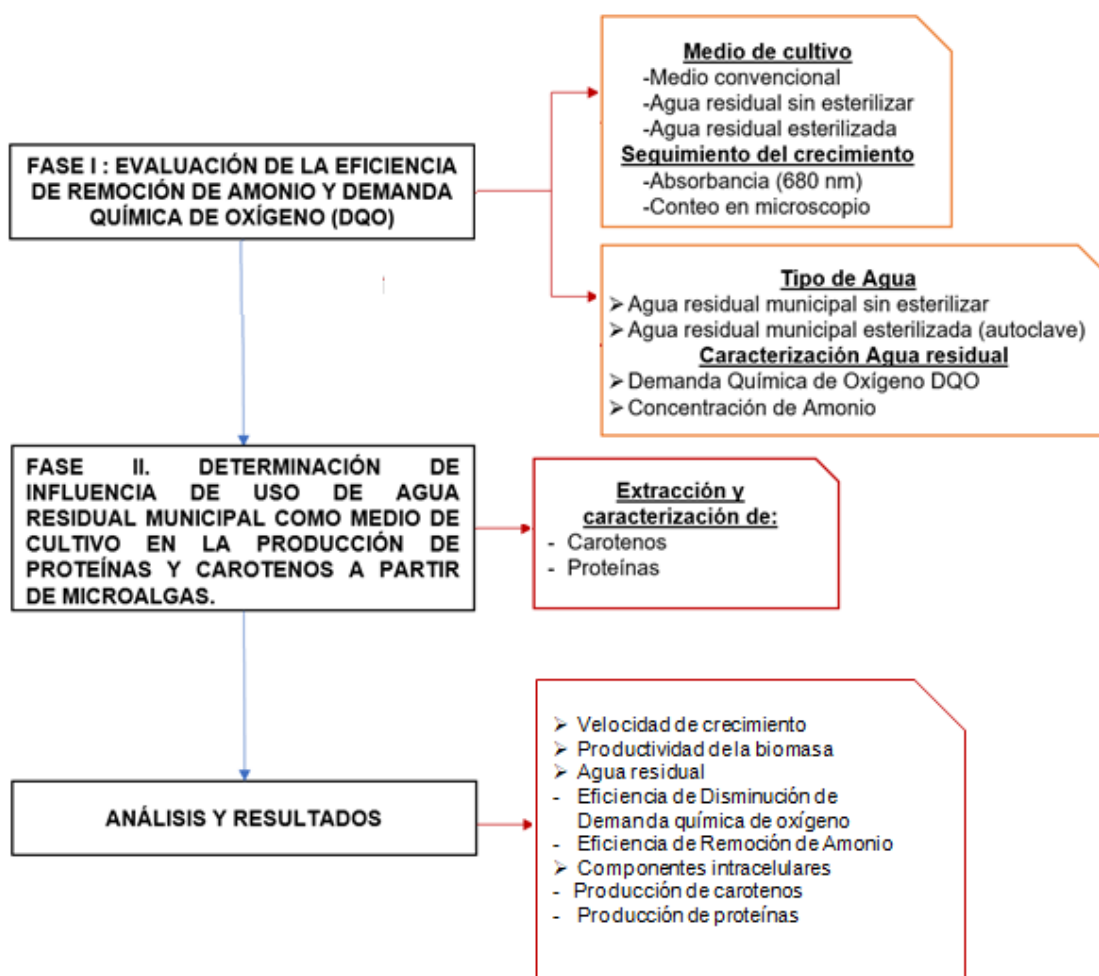 FASE I : EVALUACIÓN DE LA EFICIENCIA
DE REMOCIÓN DE AMONIO Y DEMANDA
QUÍMICA DE OXÍGENO (DQO)
Medio de cultivo
-Medio convencional
-Agua residual sin esterilizar
-Agua residual esterilizada
Seguimiento del crecimiento
-Absorbancia (680 nm)
-Conteo en microscopio
Tipo de Agua
➢ Agua residual municipal sin esterilizar
➢ Agua residual municipal esterilizada (autoclave)
Caracterización Agua residual
➢ Demanda Química de Oxígeno DQO
➢ Concentración de Amonio
FASE II. DETERMINACIÓN DE
INFLUENCIA DE USO DE AGUA
RESIDUAL MUNICIPAL COMO MEDIO DE
CULTIVO EN LA PRODUCCIÓN DE
PROTEÍNAS Y CAROTENOS A PARTIR
DE MICROALGAS.
Extracción y
caracterización de:
- Carotenos
- Proteínas
ANÁLISIS Y RESULTADOS
➢ Velocidad de crecimiento
➢ Productividad de la biomasa
➢ Agua residual
- Eficiencia de Disminución de
Demanda química de oxígeno
- Eficiencia de Remoción de Amonio
➢ Componentes intracelulares
- Producción de carotenos
- Producción de proteínas